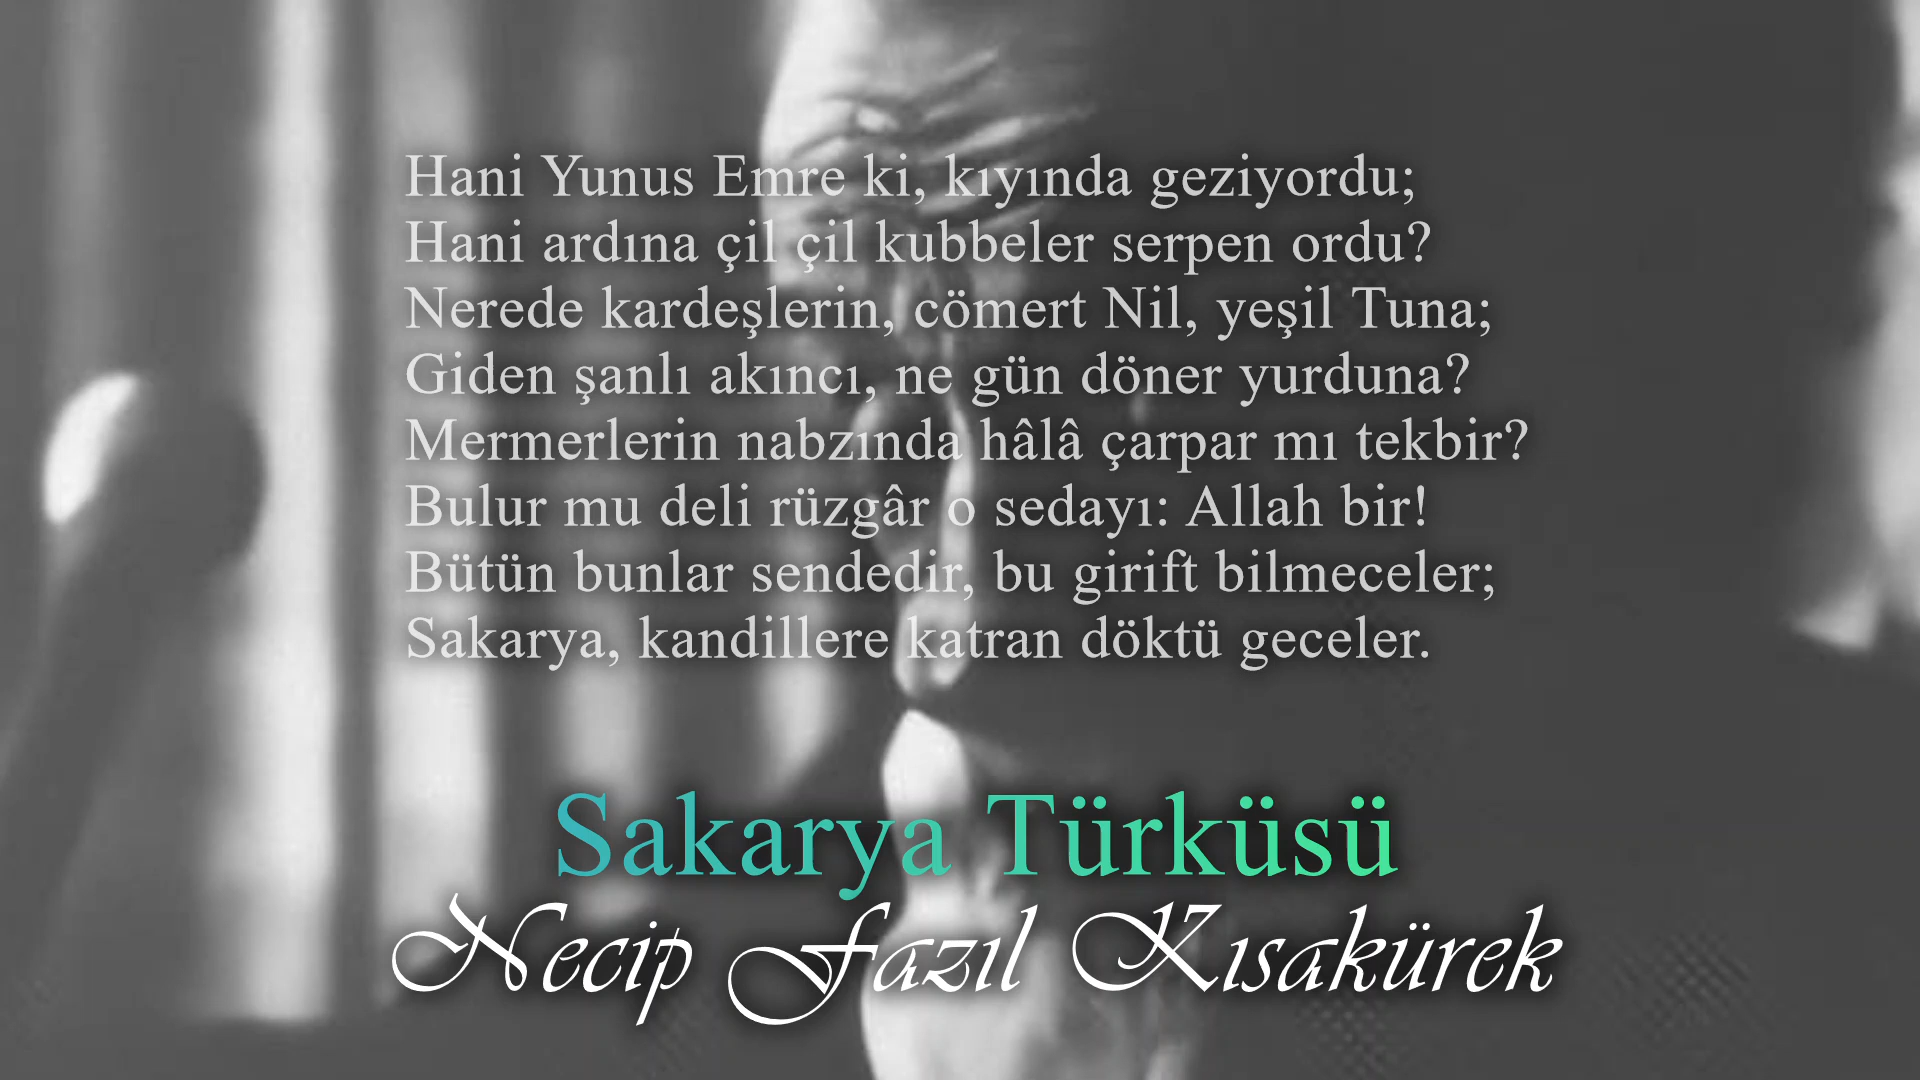 Hani Yunus Emre ki, kıyında geziyordu;
Hani ardına çil çil kubbeler serpen ordu?
Nerede kardeşlerin, cömert Nil, yeşil Tuna;
Giden şanlı akıncı, ne gün döner yurduna?
Mermerlerin nabzında hâlâ çarpar mı tekbir?
Bulur mu deli rüzgâr o sedayı: Allah bir!
Bütün bunlar sendedir, bu girift bilmeceler;
Sakarya, kandillere katran döktü geceler.
Sakarya Türküsü
Necip Fazıl Kısakürek